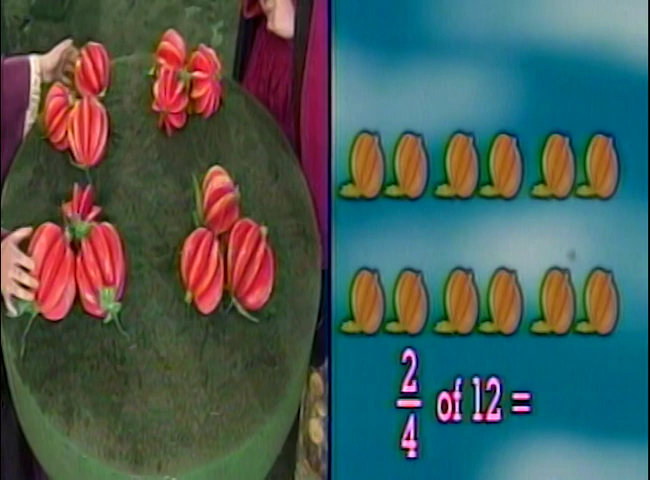 2/4 of 12 =